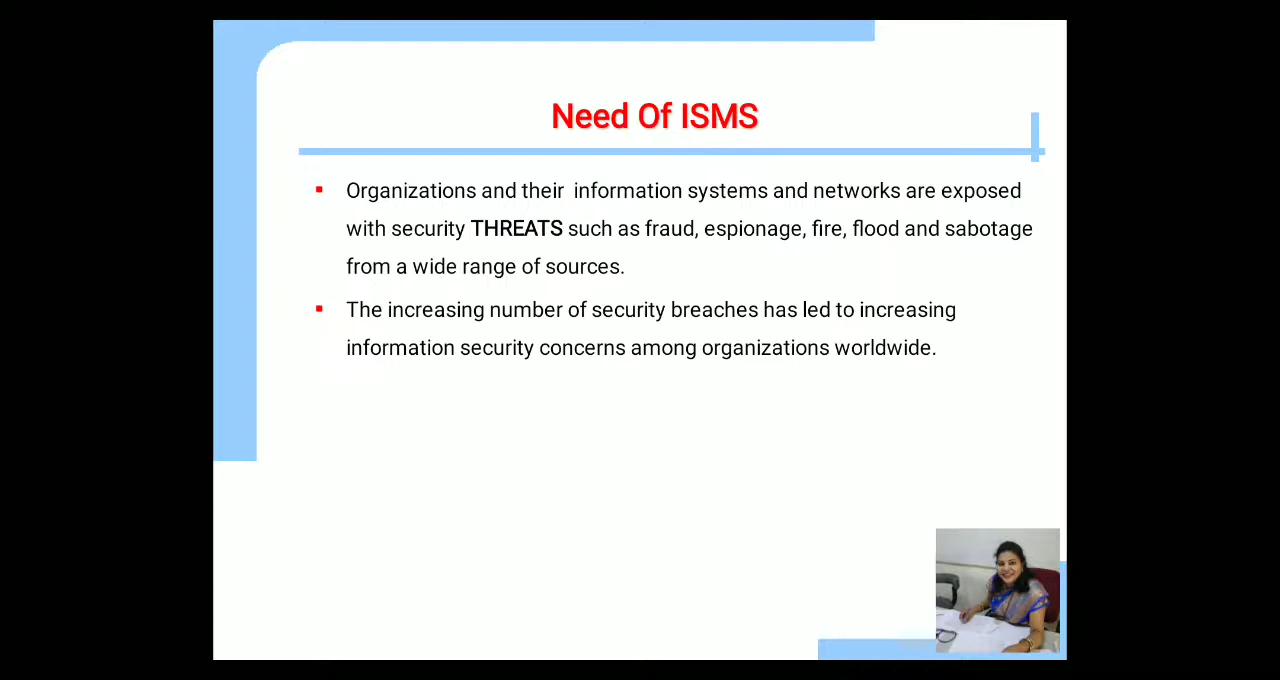 Need Of ISMS
Organizations and their information systems and networks are exposed
with security THREATS such as fraud, espionage, fire, flood and sabotage
from a wide range of sources.
The increasing number of security breaches has led to increasing
information security concerns among organizations worldwide.